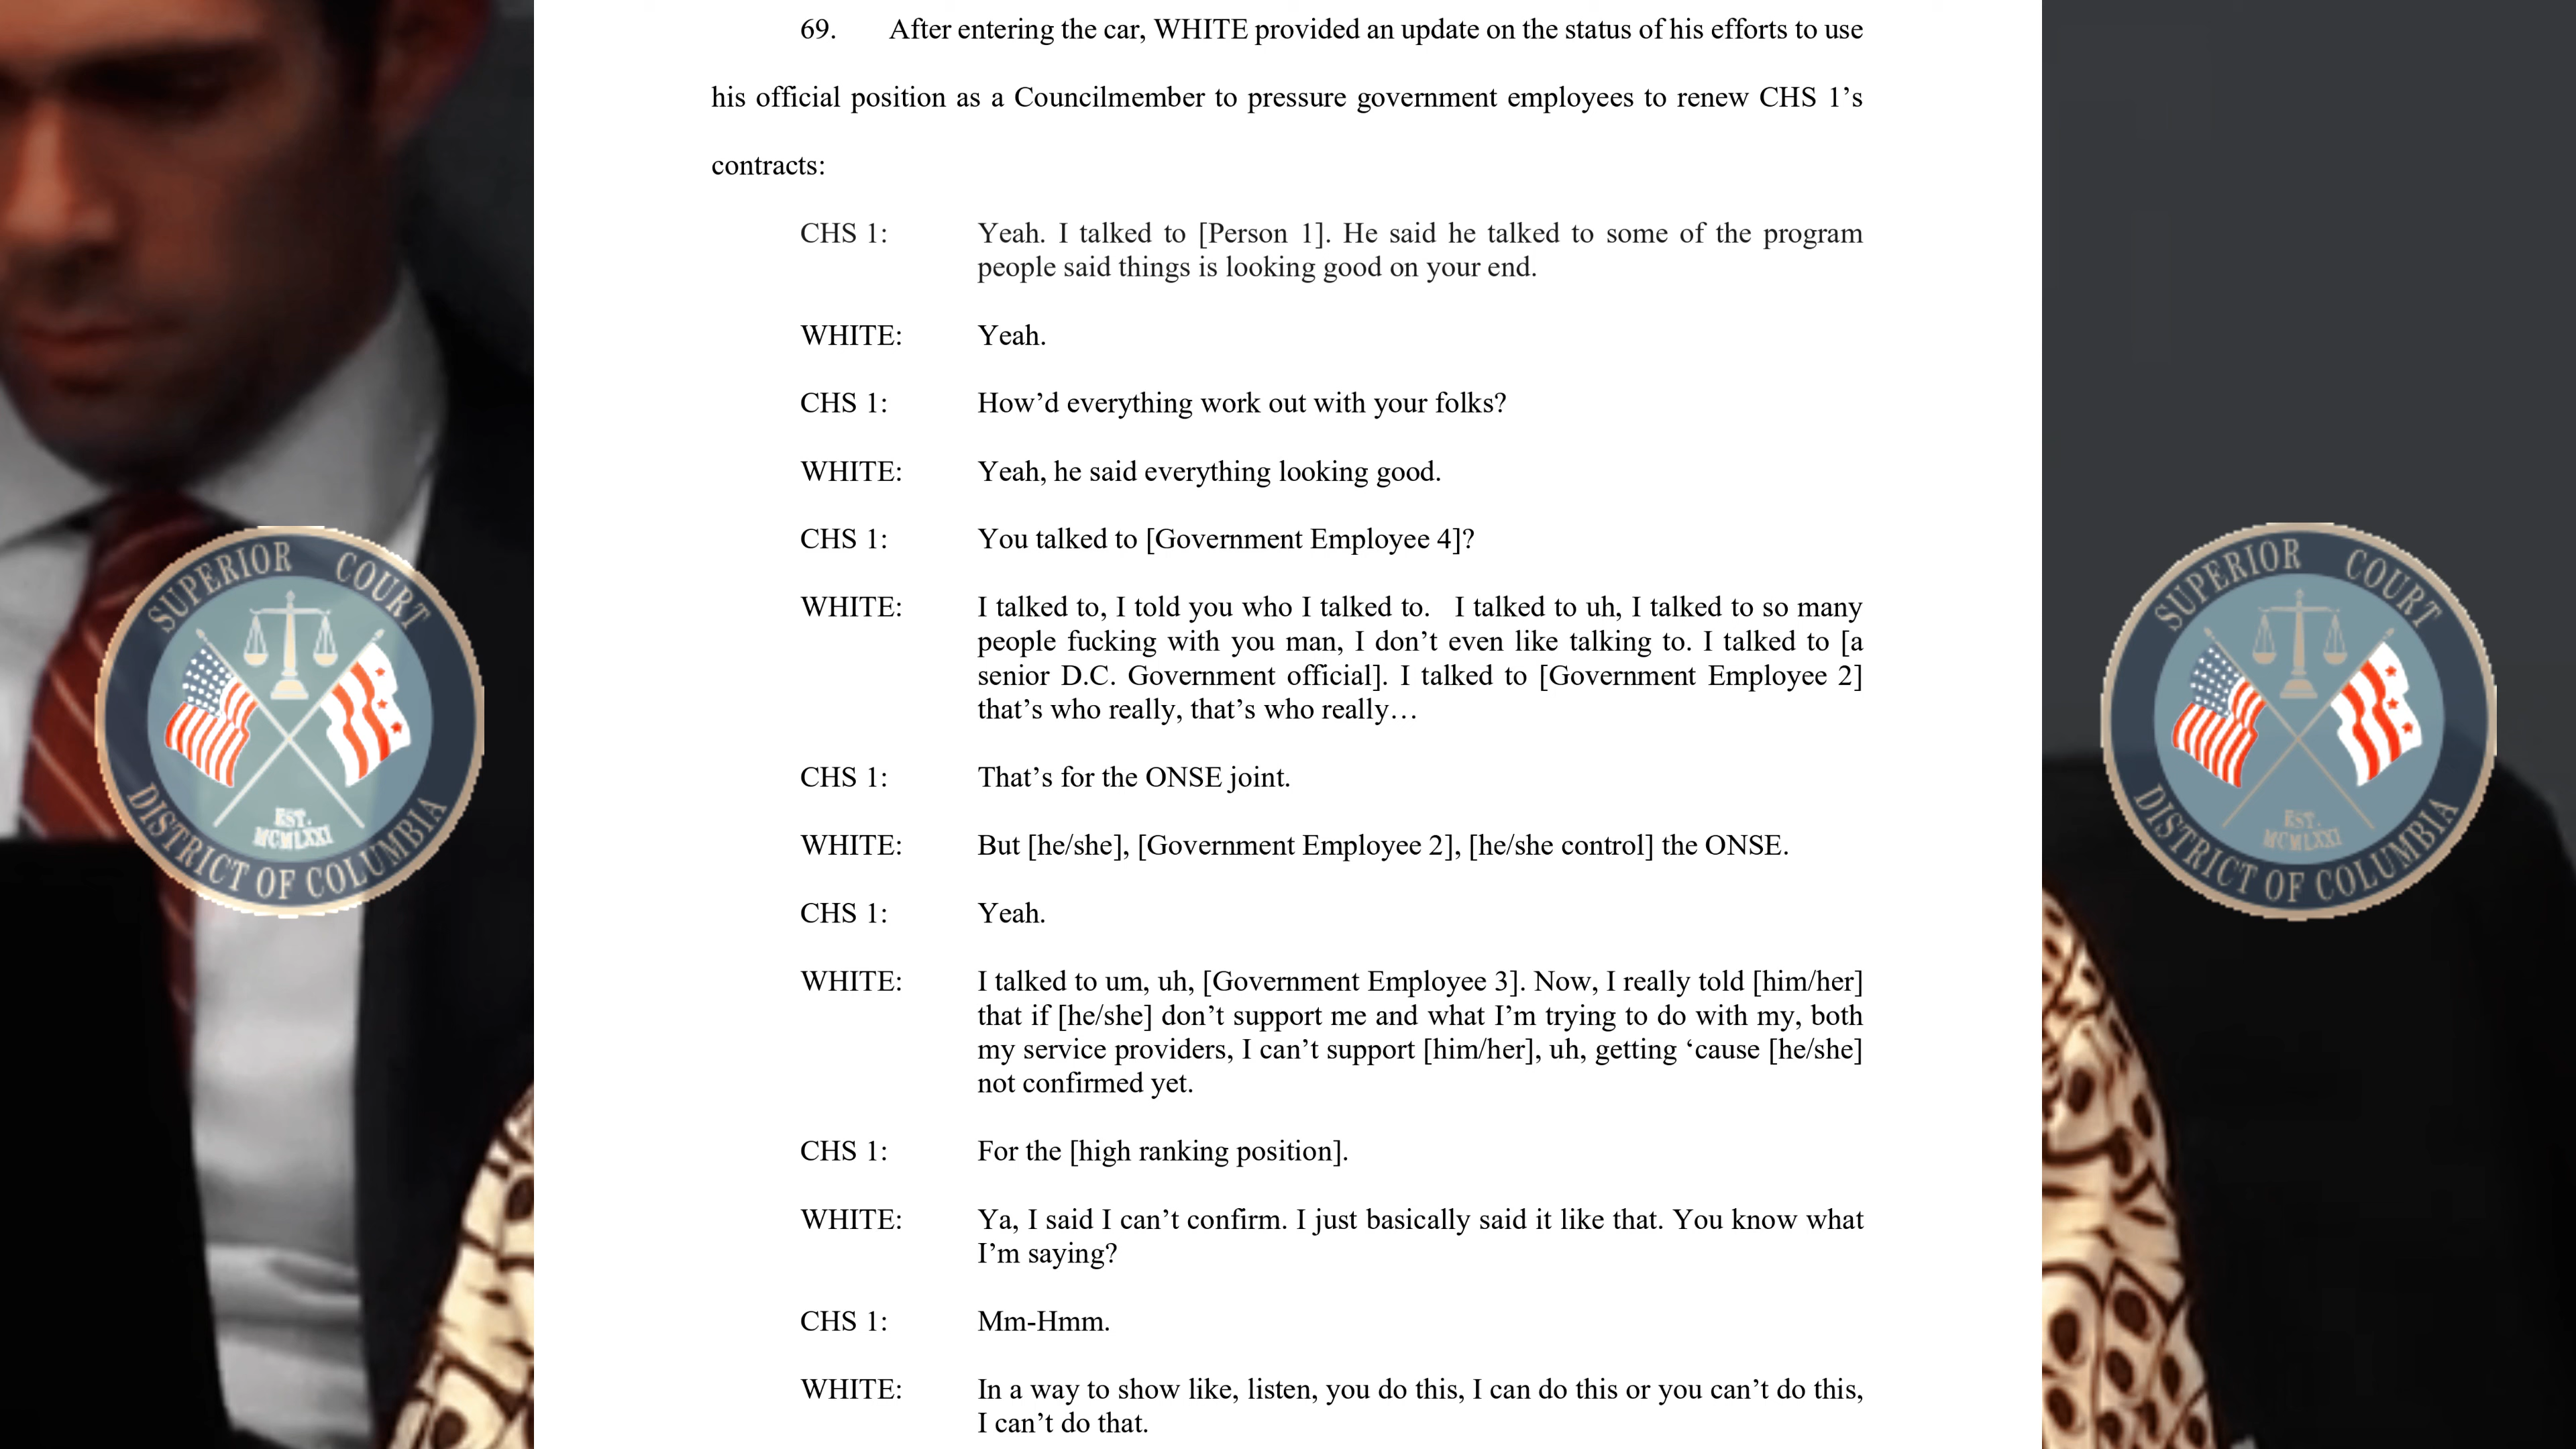 69. After entering the car, WHITE provided an update on the status of his efforts to use
his official position as a Councilmember to pressure government employees to renew CHS 1’s
contracts:
CHS 1: Yeah. I talked to [Person 1]. He said he talked to some of the program
people said things is looking good on your end.
WHITE: Yeah.
CHS 1: How’d everything work out with your folks?
WHITE: Yeah, he said everything looking good.
CHS 1: You talked to [Government Employee 4]?
WHITE: I talked to, I told you who I talked to. I talked to uh, I talked to so many
people fucking with you man, I don’t even like talking to. I talked to [a
senior D.C. Government official]. I talked to [Government Employee 2]
that’s who really, that’s who really…
CHS 1: That’s for the ONSE joint.
WHITE: But [he/she], [Government Employee 2], [he/she control] the ONSE.
CHS 1: Yeah.
WHITE: I talked to um, uh, [Government Employee 3]. Now, I really told [him/her]
that if [he/she] don’t support me and what I’m trying to do with my, both
my service providers, I can’t support [him/her], uh, getting ‘cause [he/she]
not confirmed yet.
CHS 1: For the [high ranking position].
WHITE: Ya, I said I can’t confirm. I just basically said it like that. You know what
I’m saying?
CHS 1: Mm-Hmm.
WHITE: In a way to show like, listen, you do this, I can do this or you can’t do this,
I can’t do that.
SUPERIOR COURT
DISTRICT OF COLUMBIA
EST.
MCMLXXI
SUPERIOR COURT
DISTRICT OF COLUMBIA
EST.
MCMLXXI